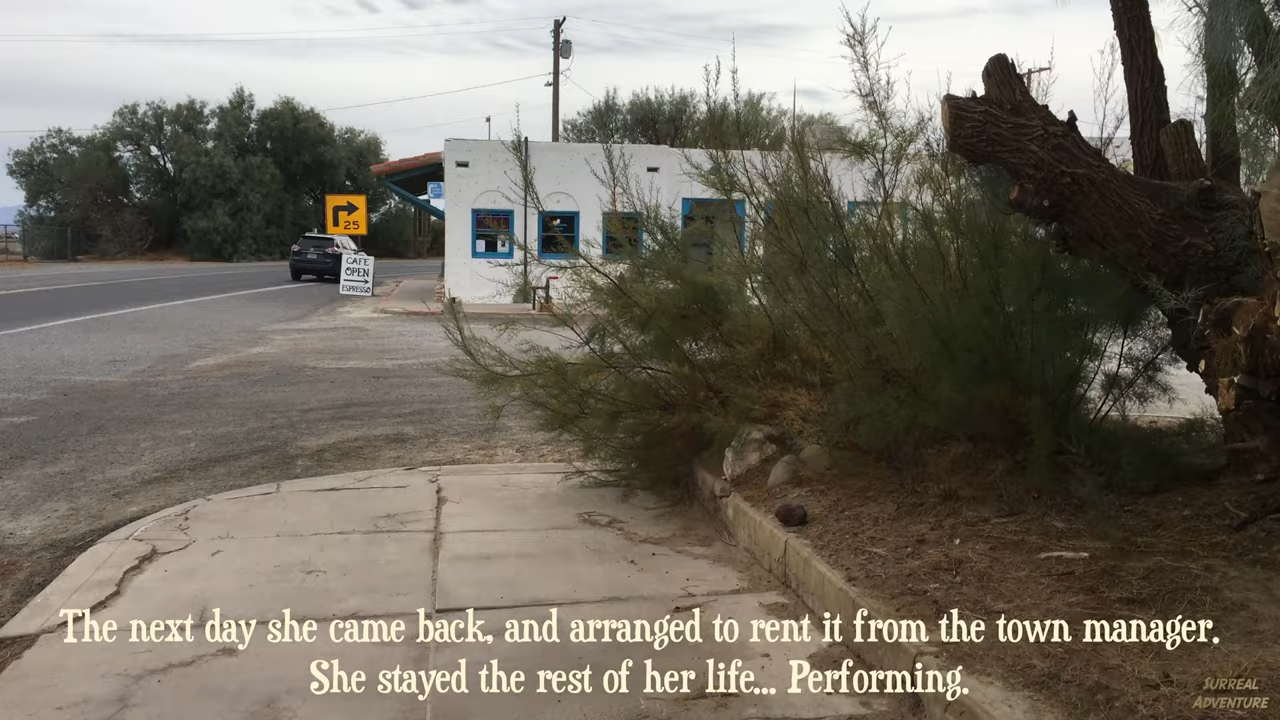 25
CAFE
OPEN
ESPRESSO
The next day she came back, and arranged to rent it from the town manager.
She stayed the rest of her life... Performing.
SURREAL
ADVENTURE